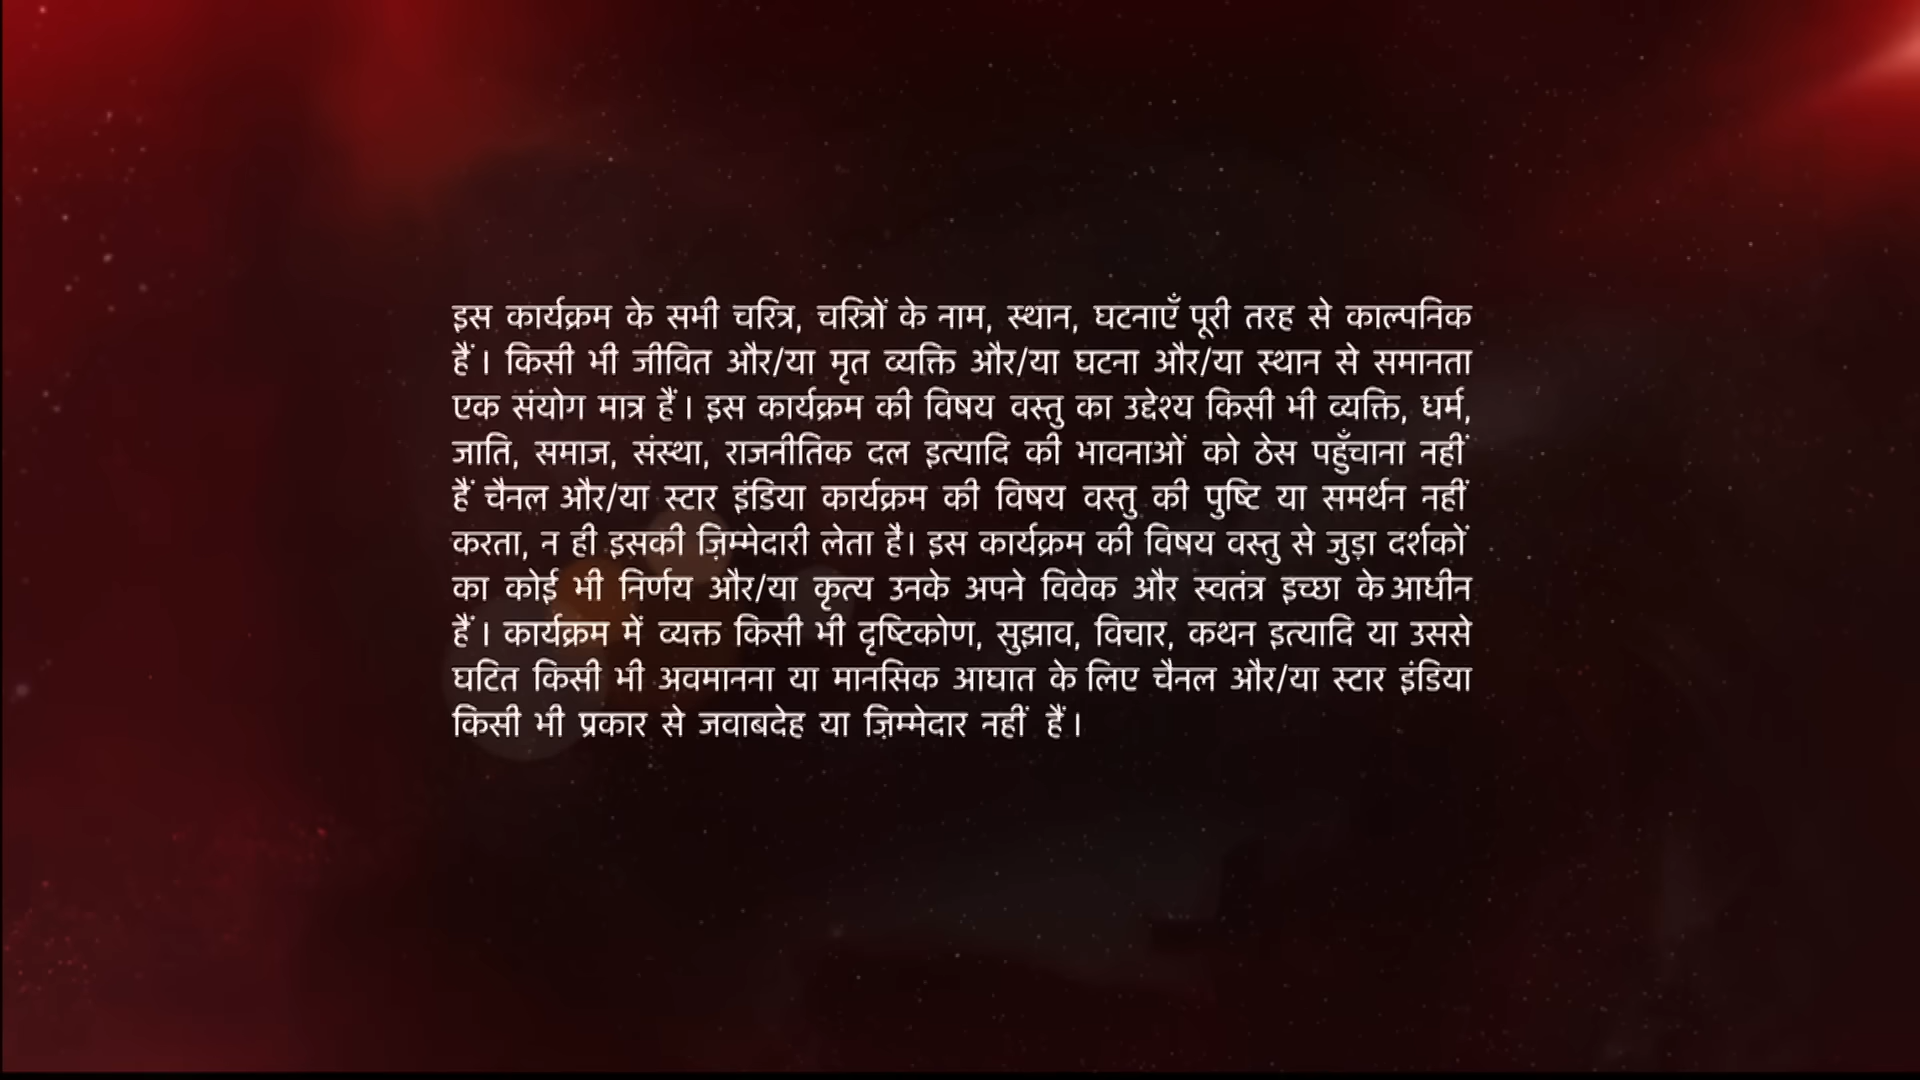 इस कार्यक्रम के सभी चरित्र, चरित्रों के नाम, स्थान, घटनाएँ पूरी तरह से काल्पनिक
हैं । किसी भी जीवित और/या मृत व्यक्ति और/या घटना और/या स्थान से समानता
एक संयोग मात्र हैं । इस कार्यक्रम की विषय वस्तु का उद्देश्य किसी भी व्यक्ति, धर्म,
जाति, समाज, संस्था, राजनीतिक दल इत्यादि की भावनाओं को ठेस पहुँचाना नहीं
हैं चैनल और/या स्टार इंडिया कार्यक्रम की विषय वस्तु की पुष्टि या समर्थन नहीं
करता, न ही इसकी ज़िम्मेदारी लेता है। इस कार्यक्रम की विषय वस्तु से जुड़ा दर्शकों
का कोई भी निर्णय और/या कृत्य उनके अपने विवेक और स्वतंत्र इच्छा के आधीन
हैं । कार्यक्रम में व्यक्त किसी भी दृष्टिकोण, सुझाव, विचार, कथन इत्यादि या उससे
घटित किसी भी अवमानना या मानसिक आघात के लिए चैनल और/या स्टार इंडिया
किसी भी प्रकार से जवाबदेह या ज़िम्मेदार नहीं हैं ।